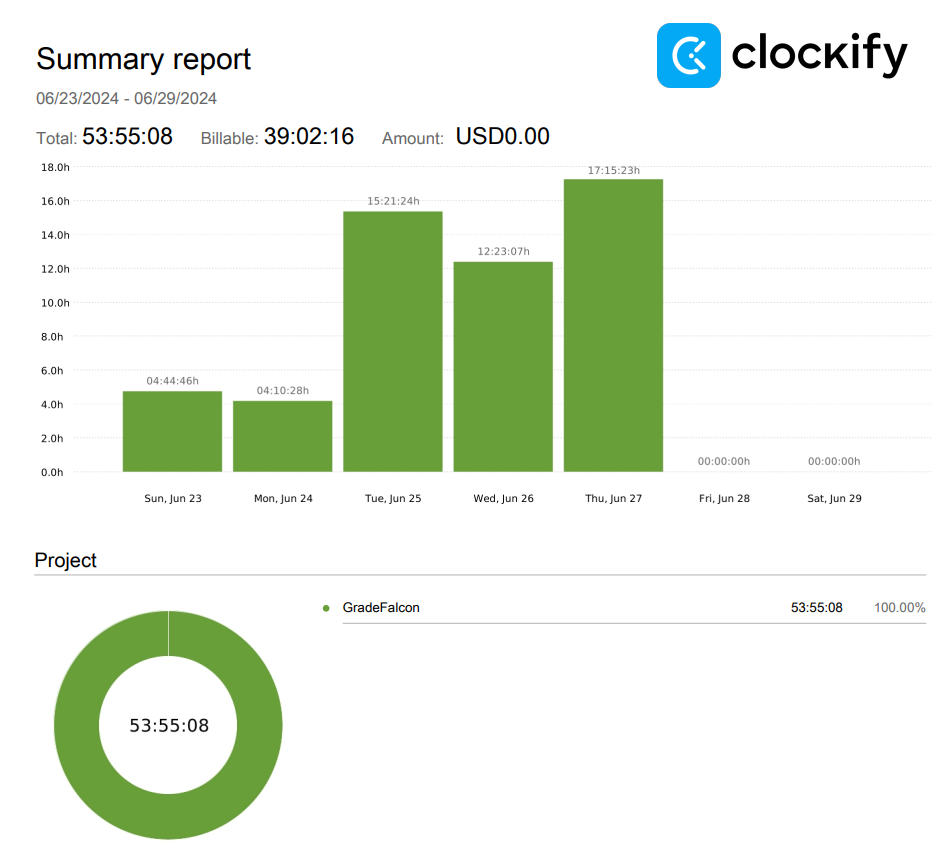 Summary report
clockify
06/23/2024 - 06/29/2024
Total: 53:55:08 Billable: 39:02:16 Amount: USD0.00
18.0h
17:15:23h
16.0h
15:21:24h
14.0h
12:23:07h
12.0h
10.0h
8.0h
6.0h
04:44:46h
04:10:28h
4.0h
2.0h
00:00:00h 00:00:00h
0.0h
Sun, Jun 23 Mon, Jun 24 Tue, Jun 25 Wed, Jun 26 Thu, Jun 27 Fri, Jun 28 Sat, Jun 29
Project
GradeFalcon 53:55:08 100.00%
53:55:08